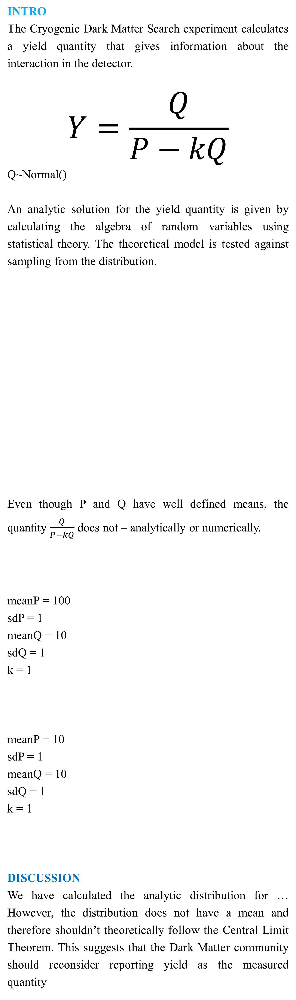 INTRO
The Cryogenic Dark Matter Search experiment calculates
a yield quantity that gives information about the
interaction in the detector.
Y = Q / (P − kQ)
Q~Normal()
An analytic solution for the yield quantity is given by
calculating the algebra of random variables using
statistical theory. The theoretical model is tested against
sampling from the distribution.
Even though P and Q have well defined means, the
quantity Q / (P−kQ) does not – analytically or numerically.
meanP = 100
sdP = 1
meanQ = 10
sdQ = 1
k = 1
meanP = 10
sdP = 1
meanQ = 10
sdQ = 1
k = 1
DISCUSSION
We have calculated the analytic distribution for …
However, the distribution does not have a mean and
therefore shouldn’t theoretically follow the Central Limit
Theorem. This suggests that the Dark Matter community
should reconsider reporting yield as the measured
quantity